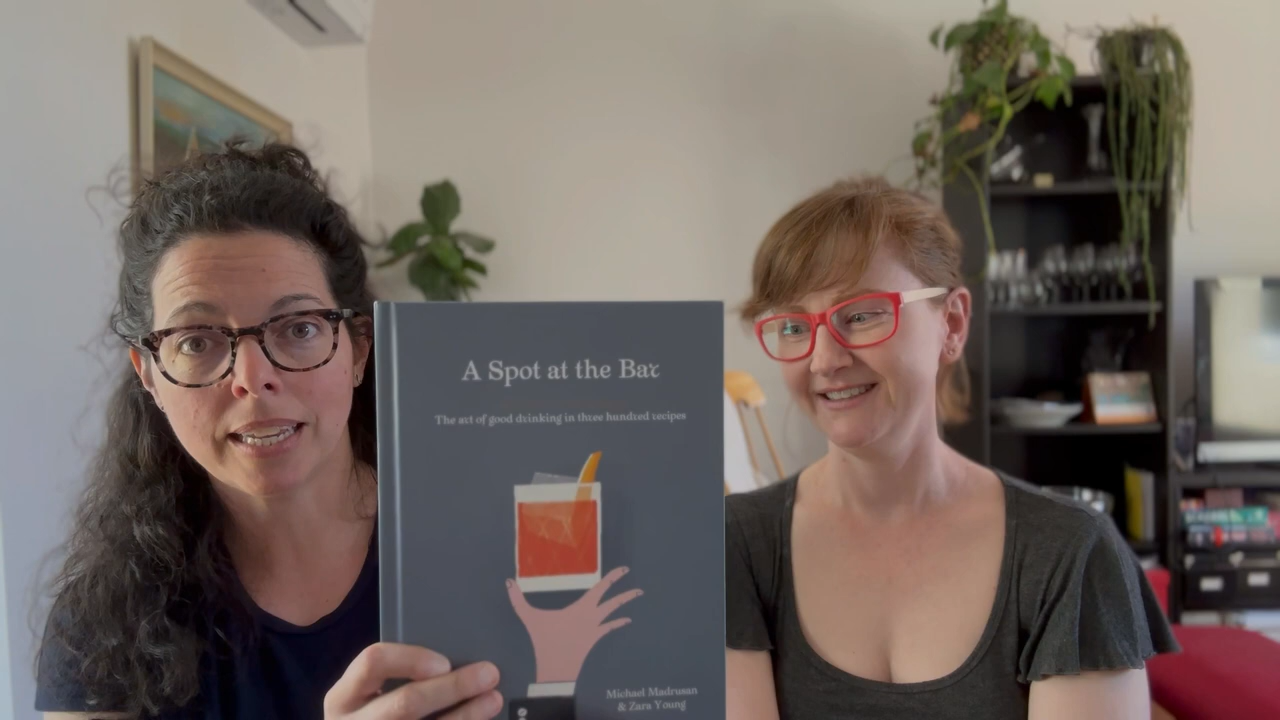 A Spot at the Bar
The art of good drinking in three hundred recipes
Michael Madrusan
& Zara Young